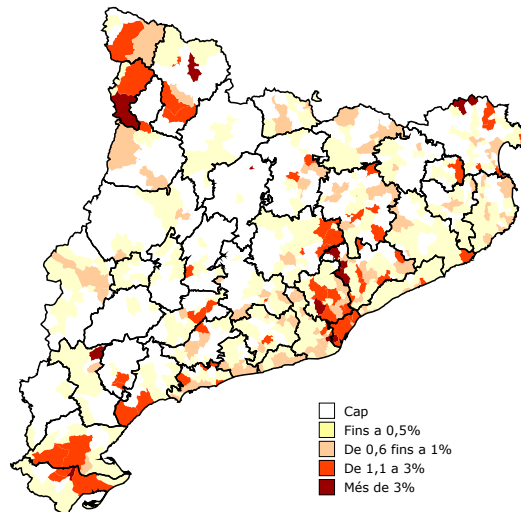 Cap
Fins a 0,5%
De 0,6 fins a 1%
De 1,1 a 3%
Més de 3%